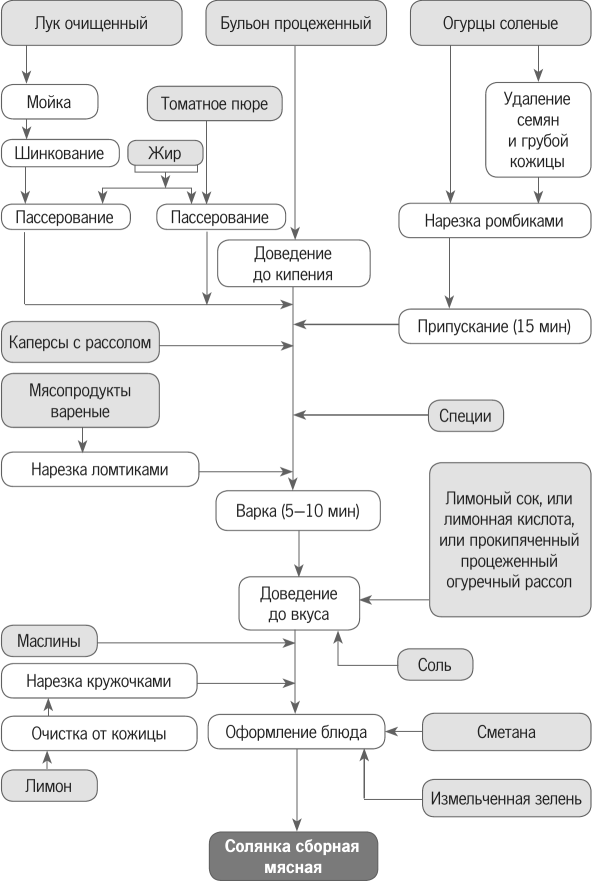 Лук очищенный
Бульон процеженный
Огурцы соленые
Мойка
Томатное пюре
Удаление
семян
и грубой
кожицы
Шинкование
Жир
Пассерование
Пассерование
Нарезка ромбиками
Доведение
до кипения
Припускание (15 мин)
Каперсы с рассолом
Мясопродукты
вареные
Специи
Нарезка ломтиками
Варка (5–10 мин)
Лимоный сок, или
лимонная кислота,
или прокипяченный
процеженный
огуречный рассол
Доведение
до вкуса
Маслины
Соль
Нарезка кружочками
Очистка от кожицы
Оформление блюда
Сметана
Лимон
Измельченная зелень
Солянка сборная
мясная